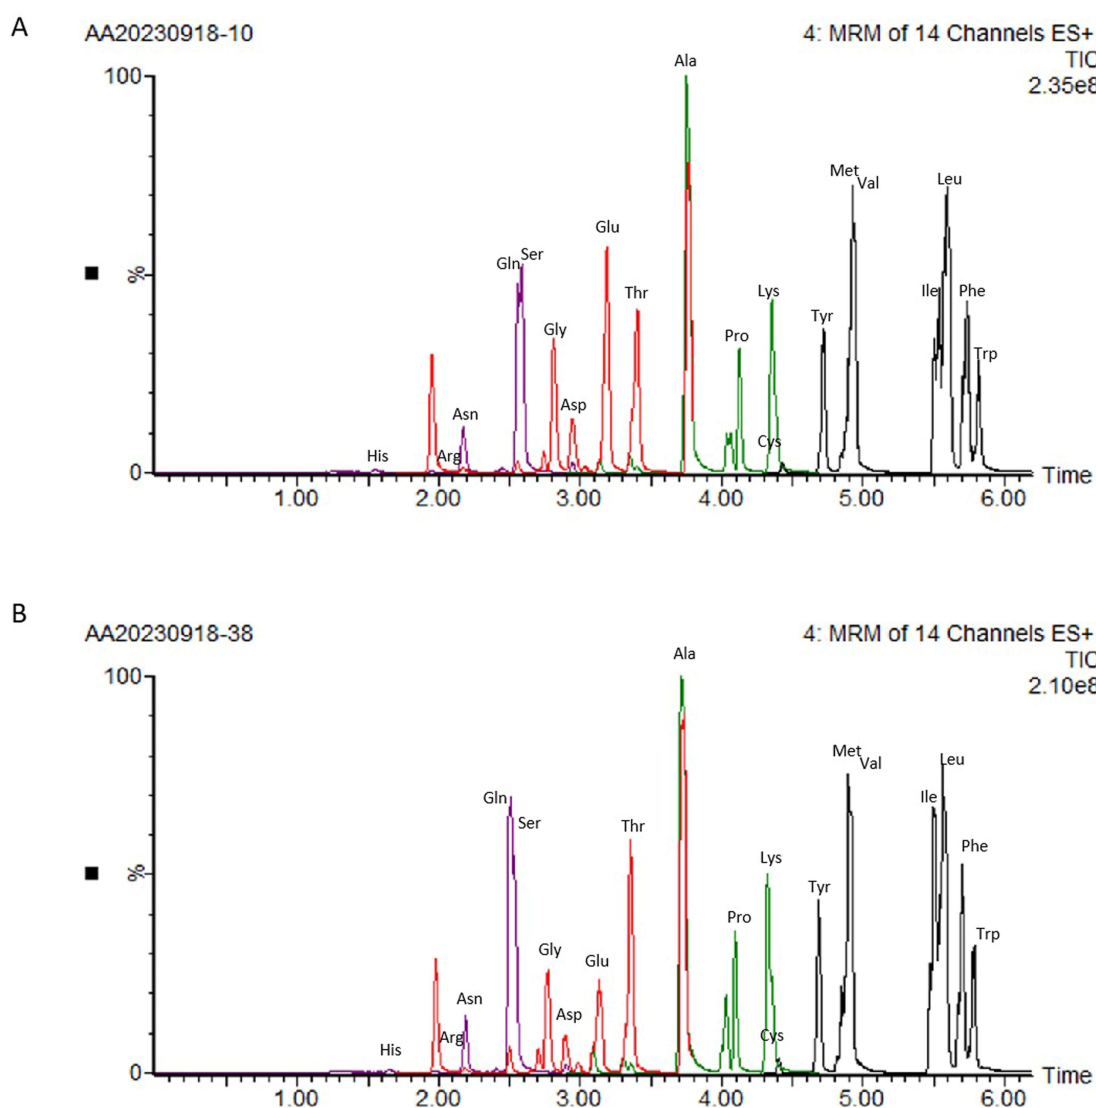 A
AA20230918-10
4: MRM of 14 Channels ES+
TIC
2.35e8
100
%
0
Ala
Met
Val
Leu
Glu
Gln
Ser
Thr
Lys
Ile
Phe
Gly
Tyr
Pro
Trp
Asp
Asn
Cys
His
Arg
Time
1.00 2.00 3.00 4.00 5.00 6.00
B
AA20230918-38
4: MRM of 14 Channels ES+
TIC
2.10e8
100
%
0
Ala
Met
Val
Leu
Gln
Ile
Ser
Thr
Phe
Lys
Tyr
Pro
Trp
Gly
Glu
Asn
Asp
Arg
Cys
His
Time
1.00 2.00 3.00 4.00 5.00 6.00